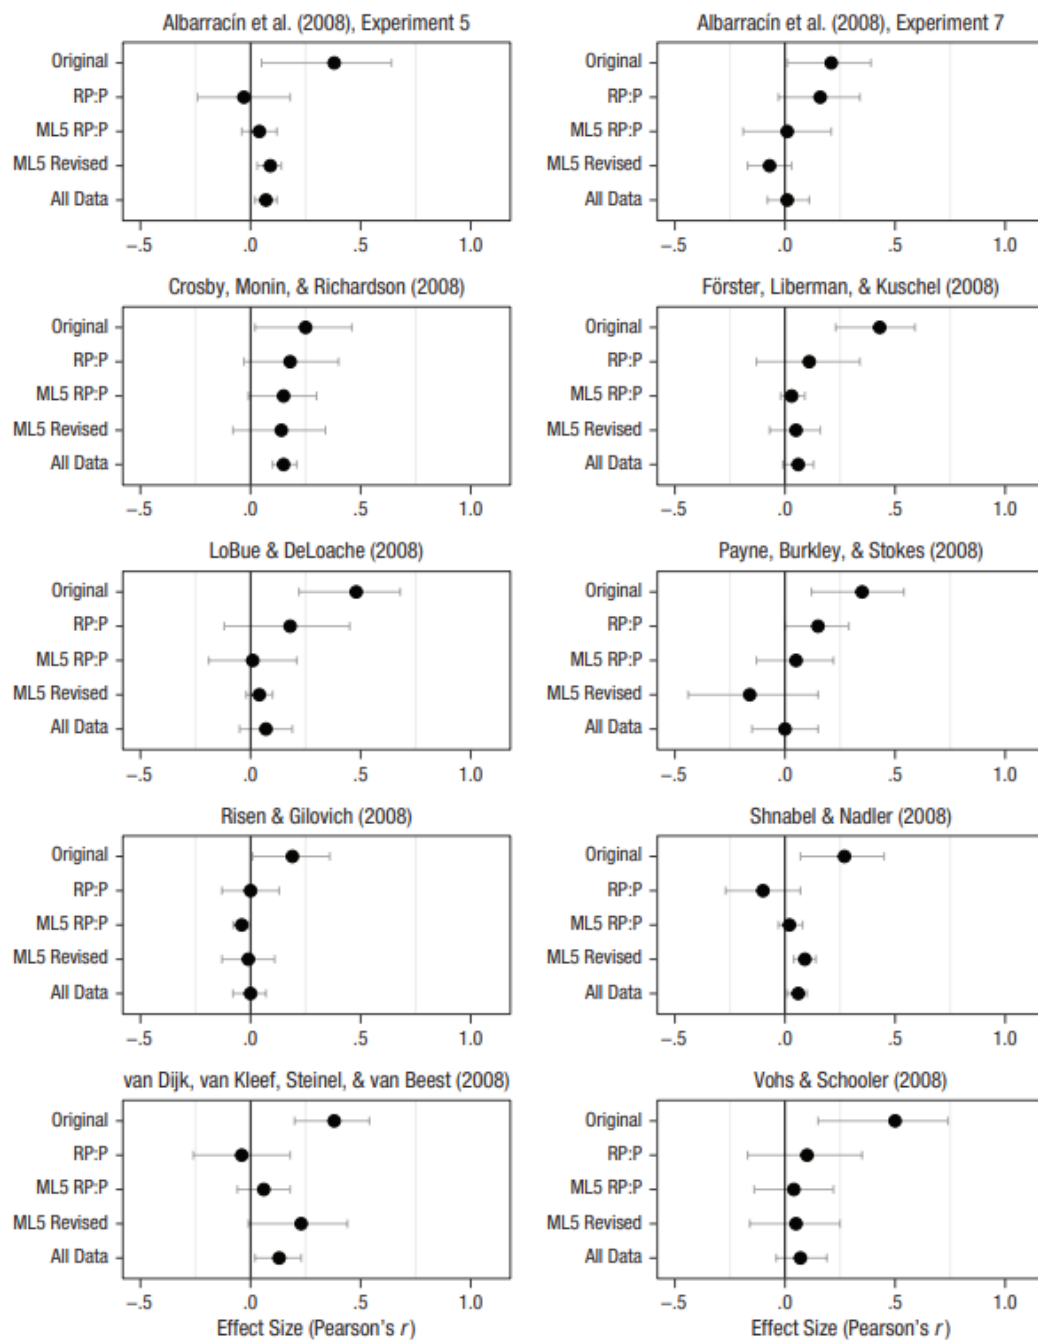 Albarracín et al. (2008), Experiment 5
Original
RP:P
ML5 RP:P
ML5 Revised
All Data
–.5 .0 .5 1.0
Albarracín et al. (2008), Experiment 7
Original
RP:P
ML5 RP:P
ML5 Revised
All Data
–.5 .0 .5 1.0
Crosby, Monin, & Richardson (2008)
Original
RP:P
ML5 RP:P
ML5 Revised
All Data
–.5 .0 .5 1.0
Förster, Liberman, & Kuschel (2008)
Original
RP:P
ML5 RP:P
ML5 Revised
All Data
–.5 .0 .5 1.0
LoBue & DeLoache (2008)
Original
RP:P
ML5 RP:P
ML5 Revised
All Data
–.5 .0 .5 1.0
Payne, Burkley, & Stokes (2008)
Original
RP:P
ML5 RP:P
ML5 Revised
All Data
–.5 .0 .5 1.0
Risen & Gilovich (2008)
Original
RP:P
ML5 RP:P
ML5 Revised
All Data
–.5 .0 .5 1.0
Shnabel & Nadler (2008)
Original
RP:P
ML5 RP:P
ML5 Revised
All Data
–.5 .0 .5 1.0
van Dijk, van Kleef, Steinel, & van Beest (2008)
Original
RP:P
ML5 RP:P
ML5 Revised
All Data
–.5 .0 .5 1.0
Effect Size (Pearson's r)
Vohs & Schooler (2008)
Original
RP:P
ML5 RP:P
ML5 Revised
All Data
–.5 .0 .5 1.0
Effect Size (Pearson's r)